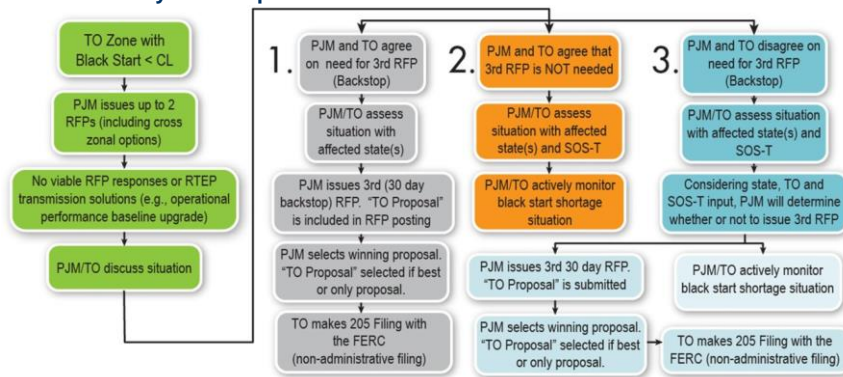 TO Zone with
Black Start < CL
PJM issues up to 2
RFPs (including cross
zonal options)
No viable RFP responses or RTEP
transmission solutions (e.g., operational
performance baseline upgrade)
PJM/TO discuss situation
1.
PJM and TO agree
on need for 3rd RFP
(Backstop)
PJM/TO assess
situation with
affected state(s)
PJM issues 3rd (30 day
backstop) RFP. “TO Proposal”
is included in RFP posting
PJM selects winning proposal.
“TO Proposal” selected if best
or only proposal.
TO makes 205 Filing with
the FERC
(non-administrative filing)
2.
PJM and TO agree that
3rd RFP is NOT needed
PJM/TO assess
situation with affected
state(s) and SOS-T
PJM/TO actively monitor
black start shortage
situation
3.
PJM and TO disagree on
need for 3rd RFP
(Backstop)
PJM/TO assess situation
with affected state(s) and
SOS-T
Considering state, TO and
SOS-T input, PJM will determine
whether or not to issue 3rd RFP
PJM issues 3rd 30 day RFP.
“TO Proposal” is submitted
PJM/TO actively monitor
black start shortage situation
PJM selects winning proposal.
“TO Proposal” selected if best
or only proposal.
TO makes 205 Filing with the
FERC (non-administrative filing)